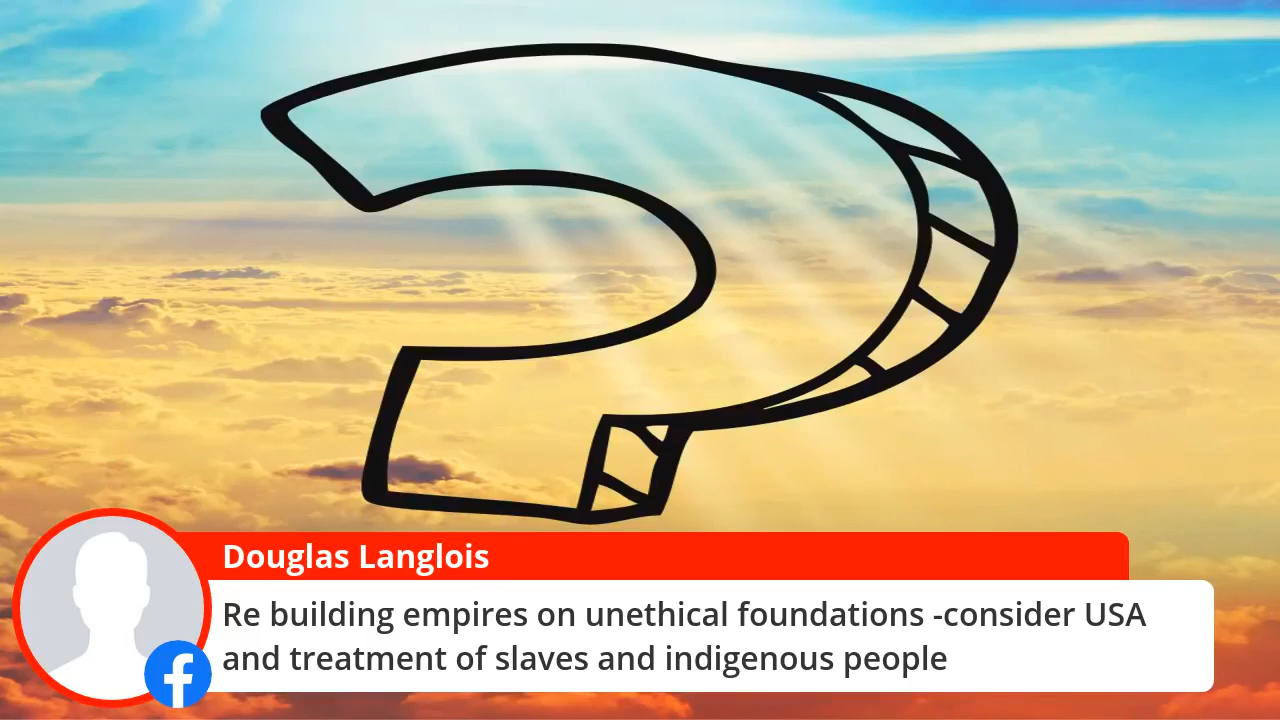 Douglas Langlois
Re building empires on unethical foundations -consider USA
and treatment of slaves and indigenous people